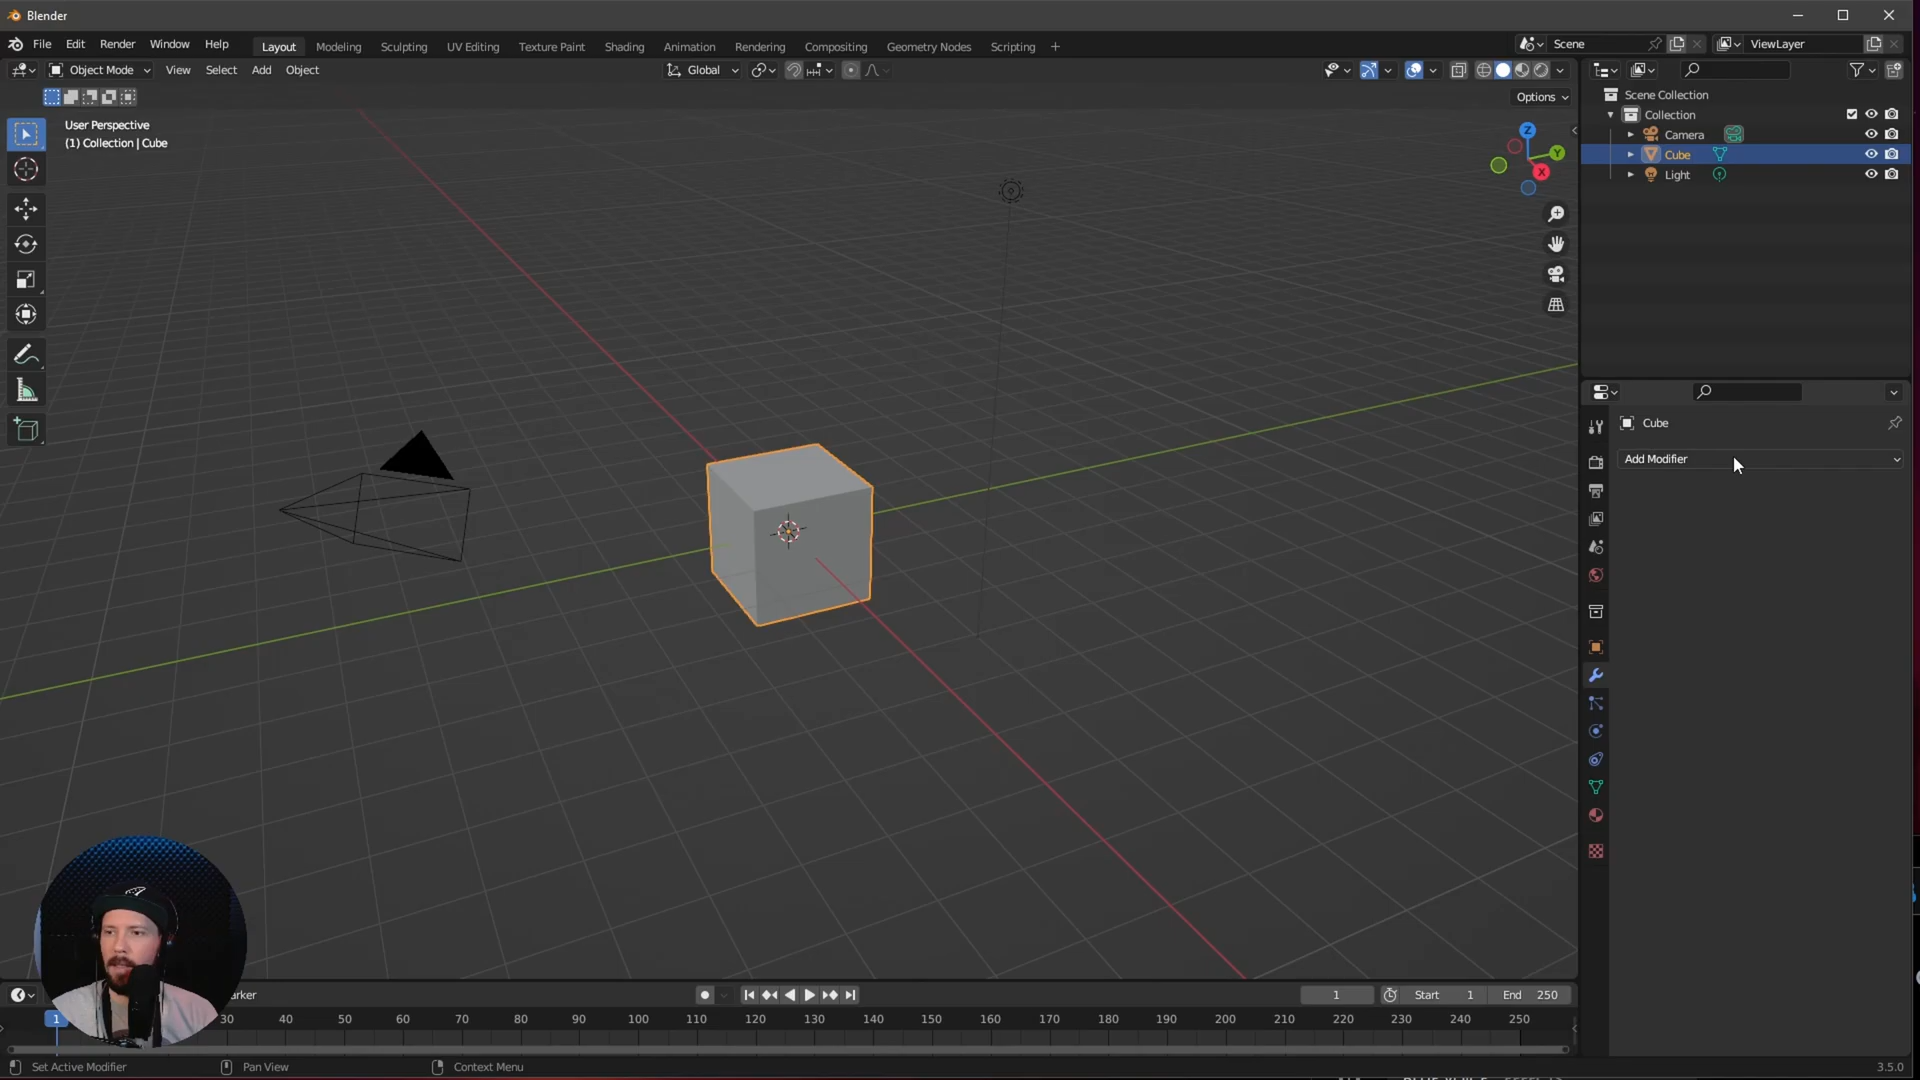 Blender
File Edit Render Window Help
Layout Modeling Sculpting UV Editing Texture Paint Shading Animation Rendering Compositing Geometry Nodes Scripting +
Scene
ViewLayer
Object Mode View Select Add Object
Global
Options
User Perspective
(1) Collection | Cube
Z
Y
X
Scene Collection
Collection
Camera
Cube
Light
Cube
Add Modifier
arker
1
Start 1
End 250
1 30 40 50 60 70 80 90 100 110 120 130 140 150 160 170 180 190 200 210 220 230 240 250
Set Active Modifier
Pan View
Context Menu
3.5.0